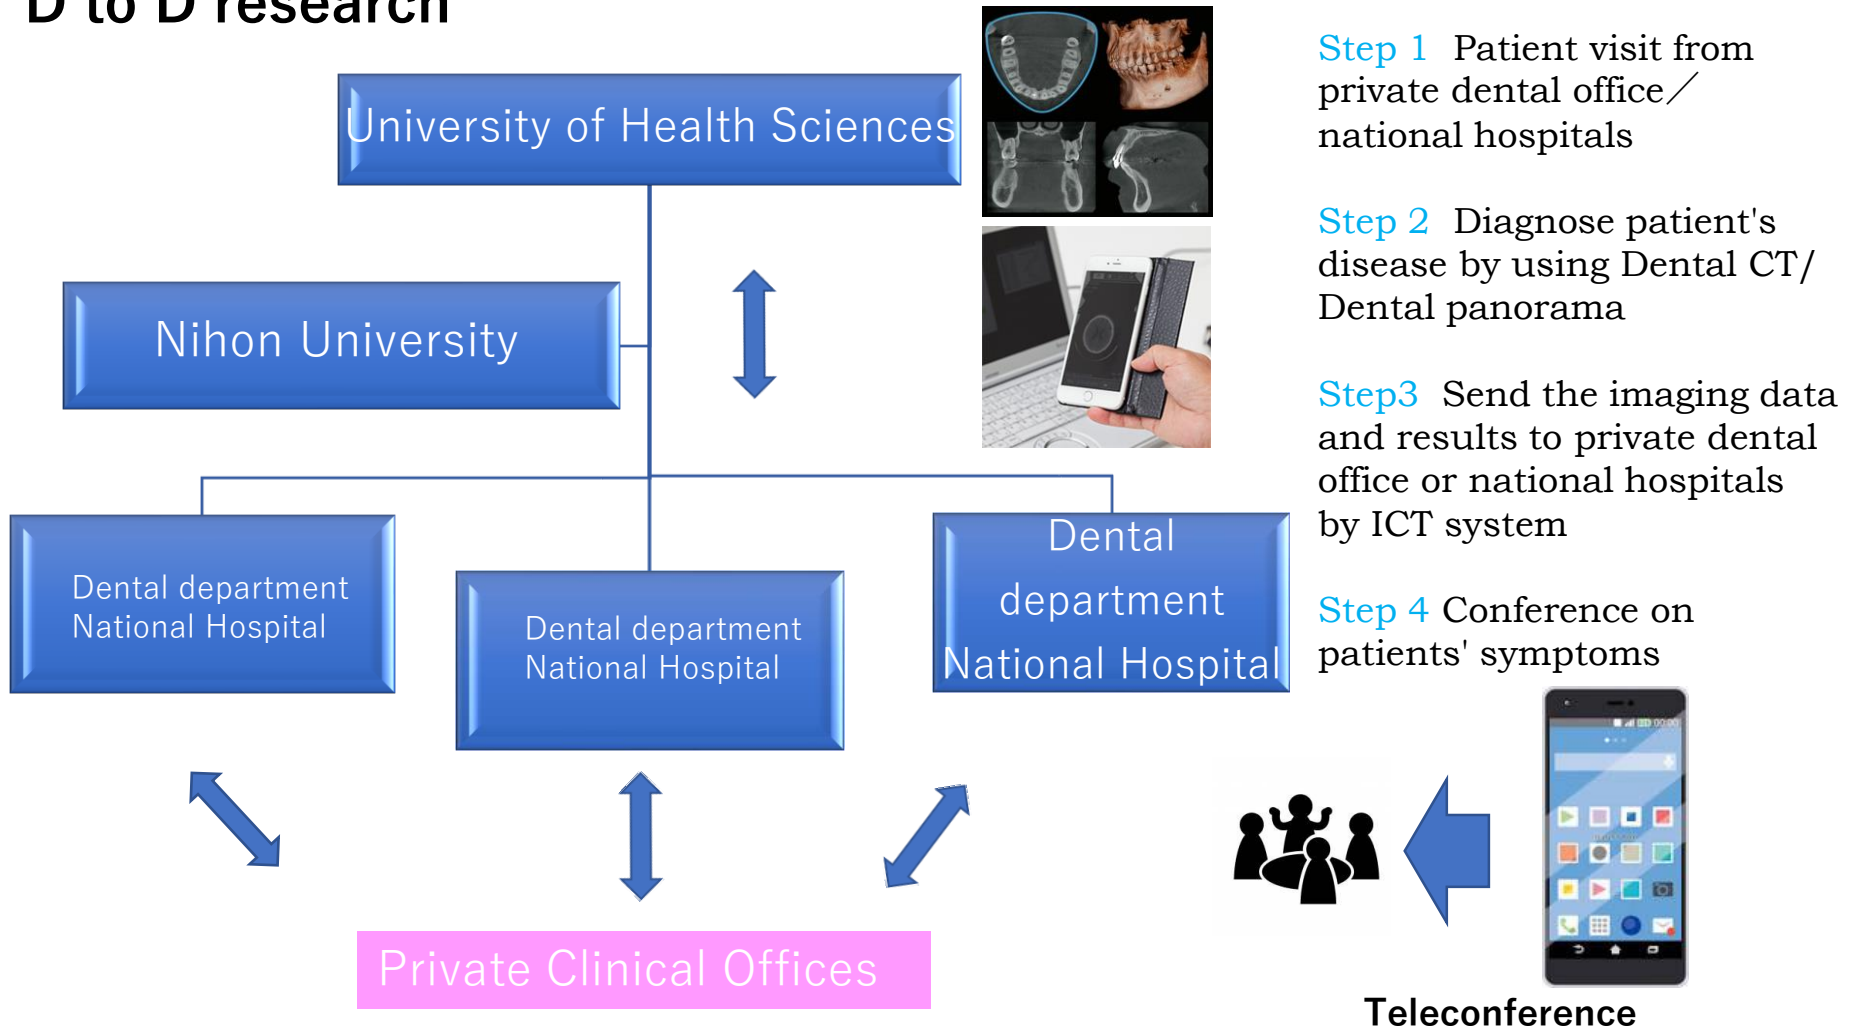 D to D research
University of Health Sciences
Nihon University
Dental department
National Hospital
Dental department
National Hospital
Dental
department
National Hospital
Private Clinical Offices
Step 1 Patient visit from
private dental office／
national hospitals
Step 2 Diagnose patient's
disease by using Dental CT/
Dental panorama
Step3 Send the imaging data
and results to private dental
office or national hospitals
by ICT system
Step 4 Conference on
patients' symptoms
00:00
Teleconference